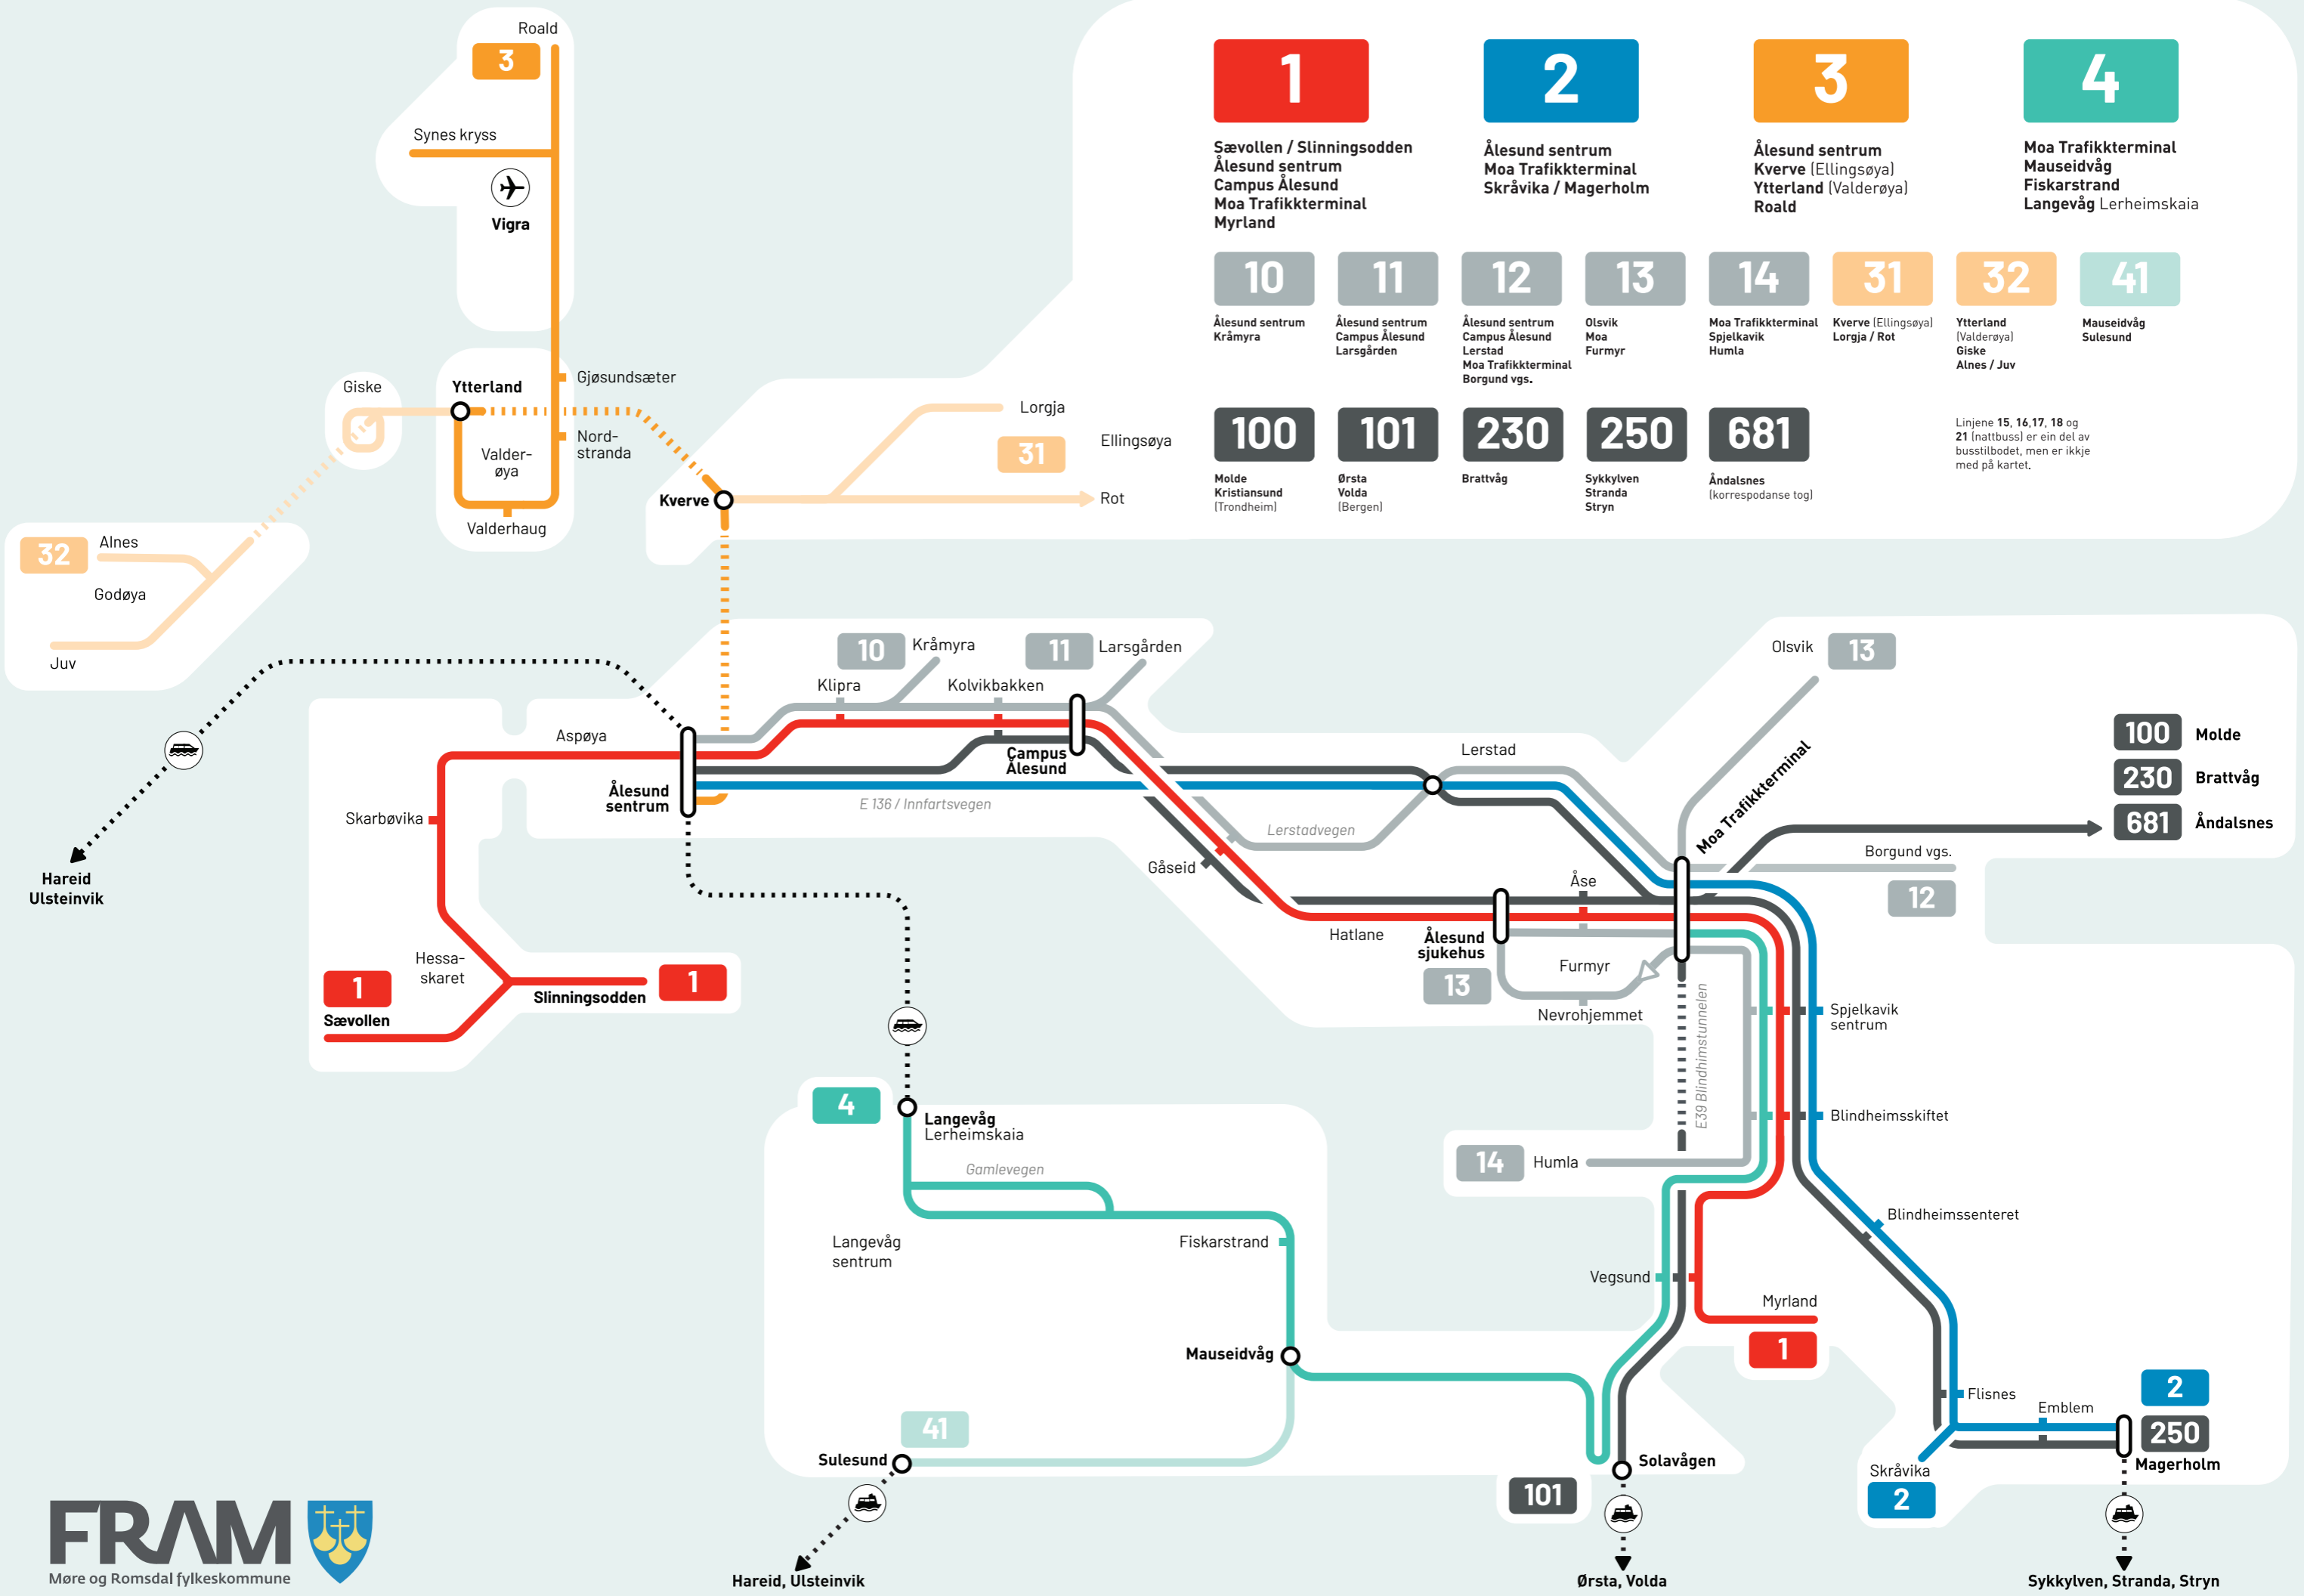 Roald
3
Synes kryss
Vigra
1
2
3
4
Sævollen / Slinningsodden
Ålesund sentrum
Campus Ålesund
Moa Trafikkterminal
Myrland
Ålesund sentrum
Moa Trafikkterminal
Skråvika / Magerholm
Ålesund sentrum
Kverve (Ellingsøya)
Ytterland (Valderøya)
Roald
Moa Trafikkterminal
Mauseidvåg
Fiskarstrand
Langevåg Lerheimskaia
10
11
12
13
14
31
32
41
Ålesund sentrum
Kråmyra
Ålesund sentrum
Campus Ålesund
Larsgården
Ålesund sentrum
Campus Ålesund
Lerstad
Moa Trafikkterminal
Borgund vgs.
Olsvik
Moa
Furmyr
Moa Trafikkterminal
Spjelkavik
Humla
Kverve (Ellingsøya)
Lorgja / Rot
Ytterland
(Valderøya)
Giske
Alnes / Juv
Mauseidvåg
Sulesund
100
101
230
250
681
Molde
Kristiansund
(Trondheim)
Ørsta
Volda
(Bergen)
Brattvåg
Sykkylven
Stranda
Stryn
Åndalsnes
(korrespodanse tog)
Linjene 15, 16,17, 18 og
21 (nattbuss) er ein del av
busstilbodet, men er ikkje
med på kartet.
Giske
Ytterland
Gjøsundsæter
Nord-
stranda
Valder-
øya
Valderhaug
Lorgja
31
Ellingsøya
Kverve
Rot
32
Alnes
Godøya
Juv
10
Kråmyra
11
Larsgården
Klipra
Kolvikbakken
Olsvik
13
Aspøya
Campus
Ålesund
Lerstad
Ålesund
sentrum
E 136 / Innfartsvegen
Lerstadvegen
Moa Trafikkterminal
100
Molde
230
Brattvåg
681
Åndalsnes
Skarbøvika
Gåseid
Borgund vgs.
12
Hareid
Ulsteinvik
Åse
Hatlane
Ålesund
sjukehus
13
Furmyr
Nevrohjemmet
Hessa-
skaret
1
Sævollen
Slinningsodden
1
E39 Blindhimstunnelen
Spjelkavik
sentrum
Blindheimsskiftet
4
Langevåg
Lerheimskaia
Gamlevegen
14
Humla
Blindheimssenteret
Langevåg
sentrum
Fiskarstrand
Vegsund
Myrland
1
Mauseidvåg
2
Flisnes
Emblem
250
Magerholm
41
Sulesund
Solavågen
101
Skråvika
2
FRAM
Møre og Romsdal fylkeskommune
Hareid, Ulsteinvik
Ørsta, Volda
Sykkylven, Stranda, Stryn